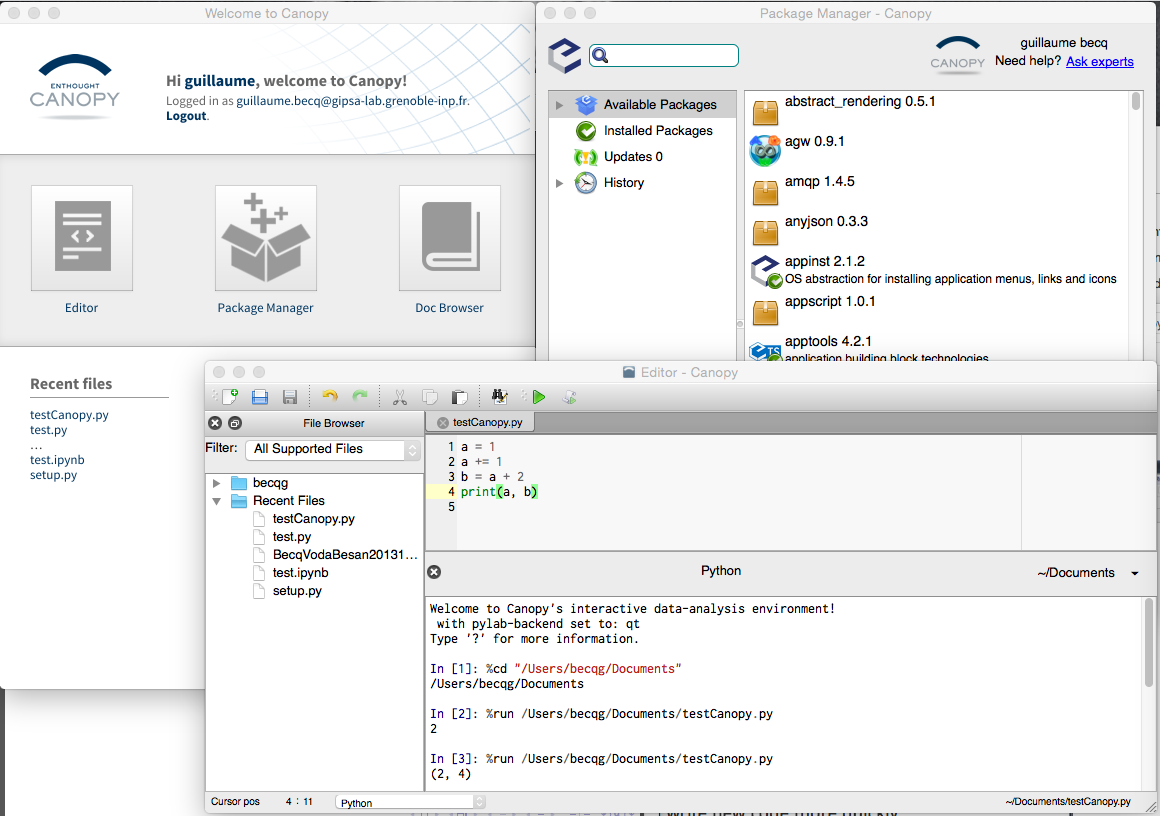 Welcome to Canopy
ENTHOUGHT
CANOPY
Hi guillaume, welcome to Canopy!
Logged in as guillaume.becq@gipsa-lab.grenoble-inp.fr.
Logout.
Editor
Package Manager
Doc Browser
Recent files
testCanopy.py
test.py
...
test.ipynb
setup.py
Package Manager - Canopy
CANOPY
guillaume becq
Need help? Ask experts
Available Packages
Installed Packages
Updates 0
History
abstract_rendering 0.5.1
agw 0.9.1
amqp 1.4.5
anyjson 0.3.3
appinst 2.1.2
OS abstraction for installing application menus, links and icons
appscript 1.0.1
apptools 4.2.1
application building block technologies
Editor - Canopy
File Browser
Filter: All Supported Files
becqg
Recent Files
testCanopy.py
test.py
BecqVodaBesan20131...
test.ipynb
setup.py
testCanopy.py
1 a = 1
2 a += 1
3 b = a + 2
4 print(a, b)
5
Python
~/Documents
Welcome to Canopy's interactive data-analysis environment!
with pylab-backend set to: qt
Type '?' for more information.
In [1]: %cd "/Users/becqg/Documents"
/Users/becqg/Documents
In [2]: %run /Users/becqg/Documents/testCanopy.py
2
In [3]: %run /Users/becqg/Documents/testCanopy.py
(2, 4)
Cursor pos 4 : 11 Python ~/Documents/testCanopy.py